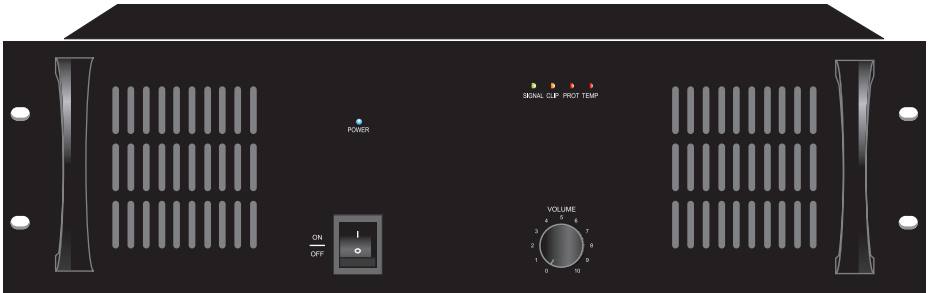 SIGNAL CLIP PROT TEMP
POWER
VOLUME
0 1 2 3 4 5 6 7 8 9 10
ON
OFF
I
O